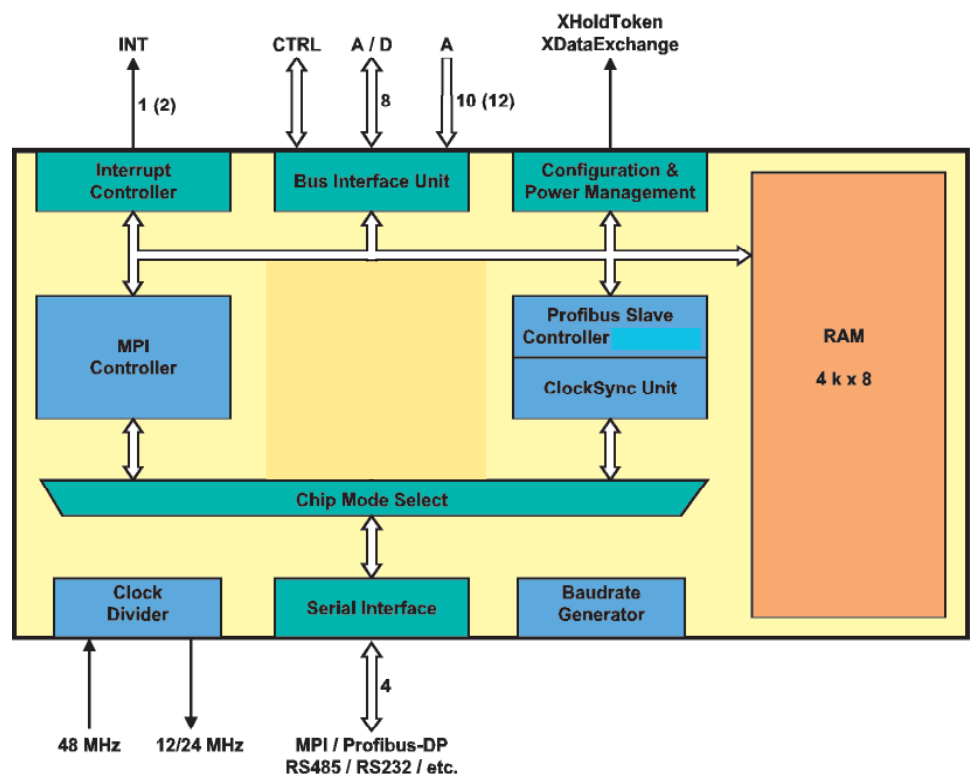 XHoldToken
XDataExchange
INT
CTRL
A / D
A
1 (2)
8
10 (12)
Interrupt
Controller
Bus Interface Unit
Configuration &
Power Management
MPI
Controller
Profibus Slave
Controller
ClockSync Unit
RAM
4 k x 8
Chip Mode Select
Clock
Divider
Serial Interface
Baudrate
Generator
4
48 MHz
12/24 MHz
MPI / Profibus-DP
RS485 / RS232 / etc.